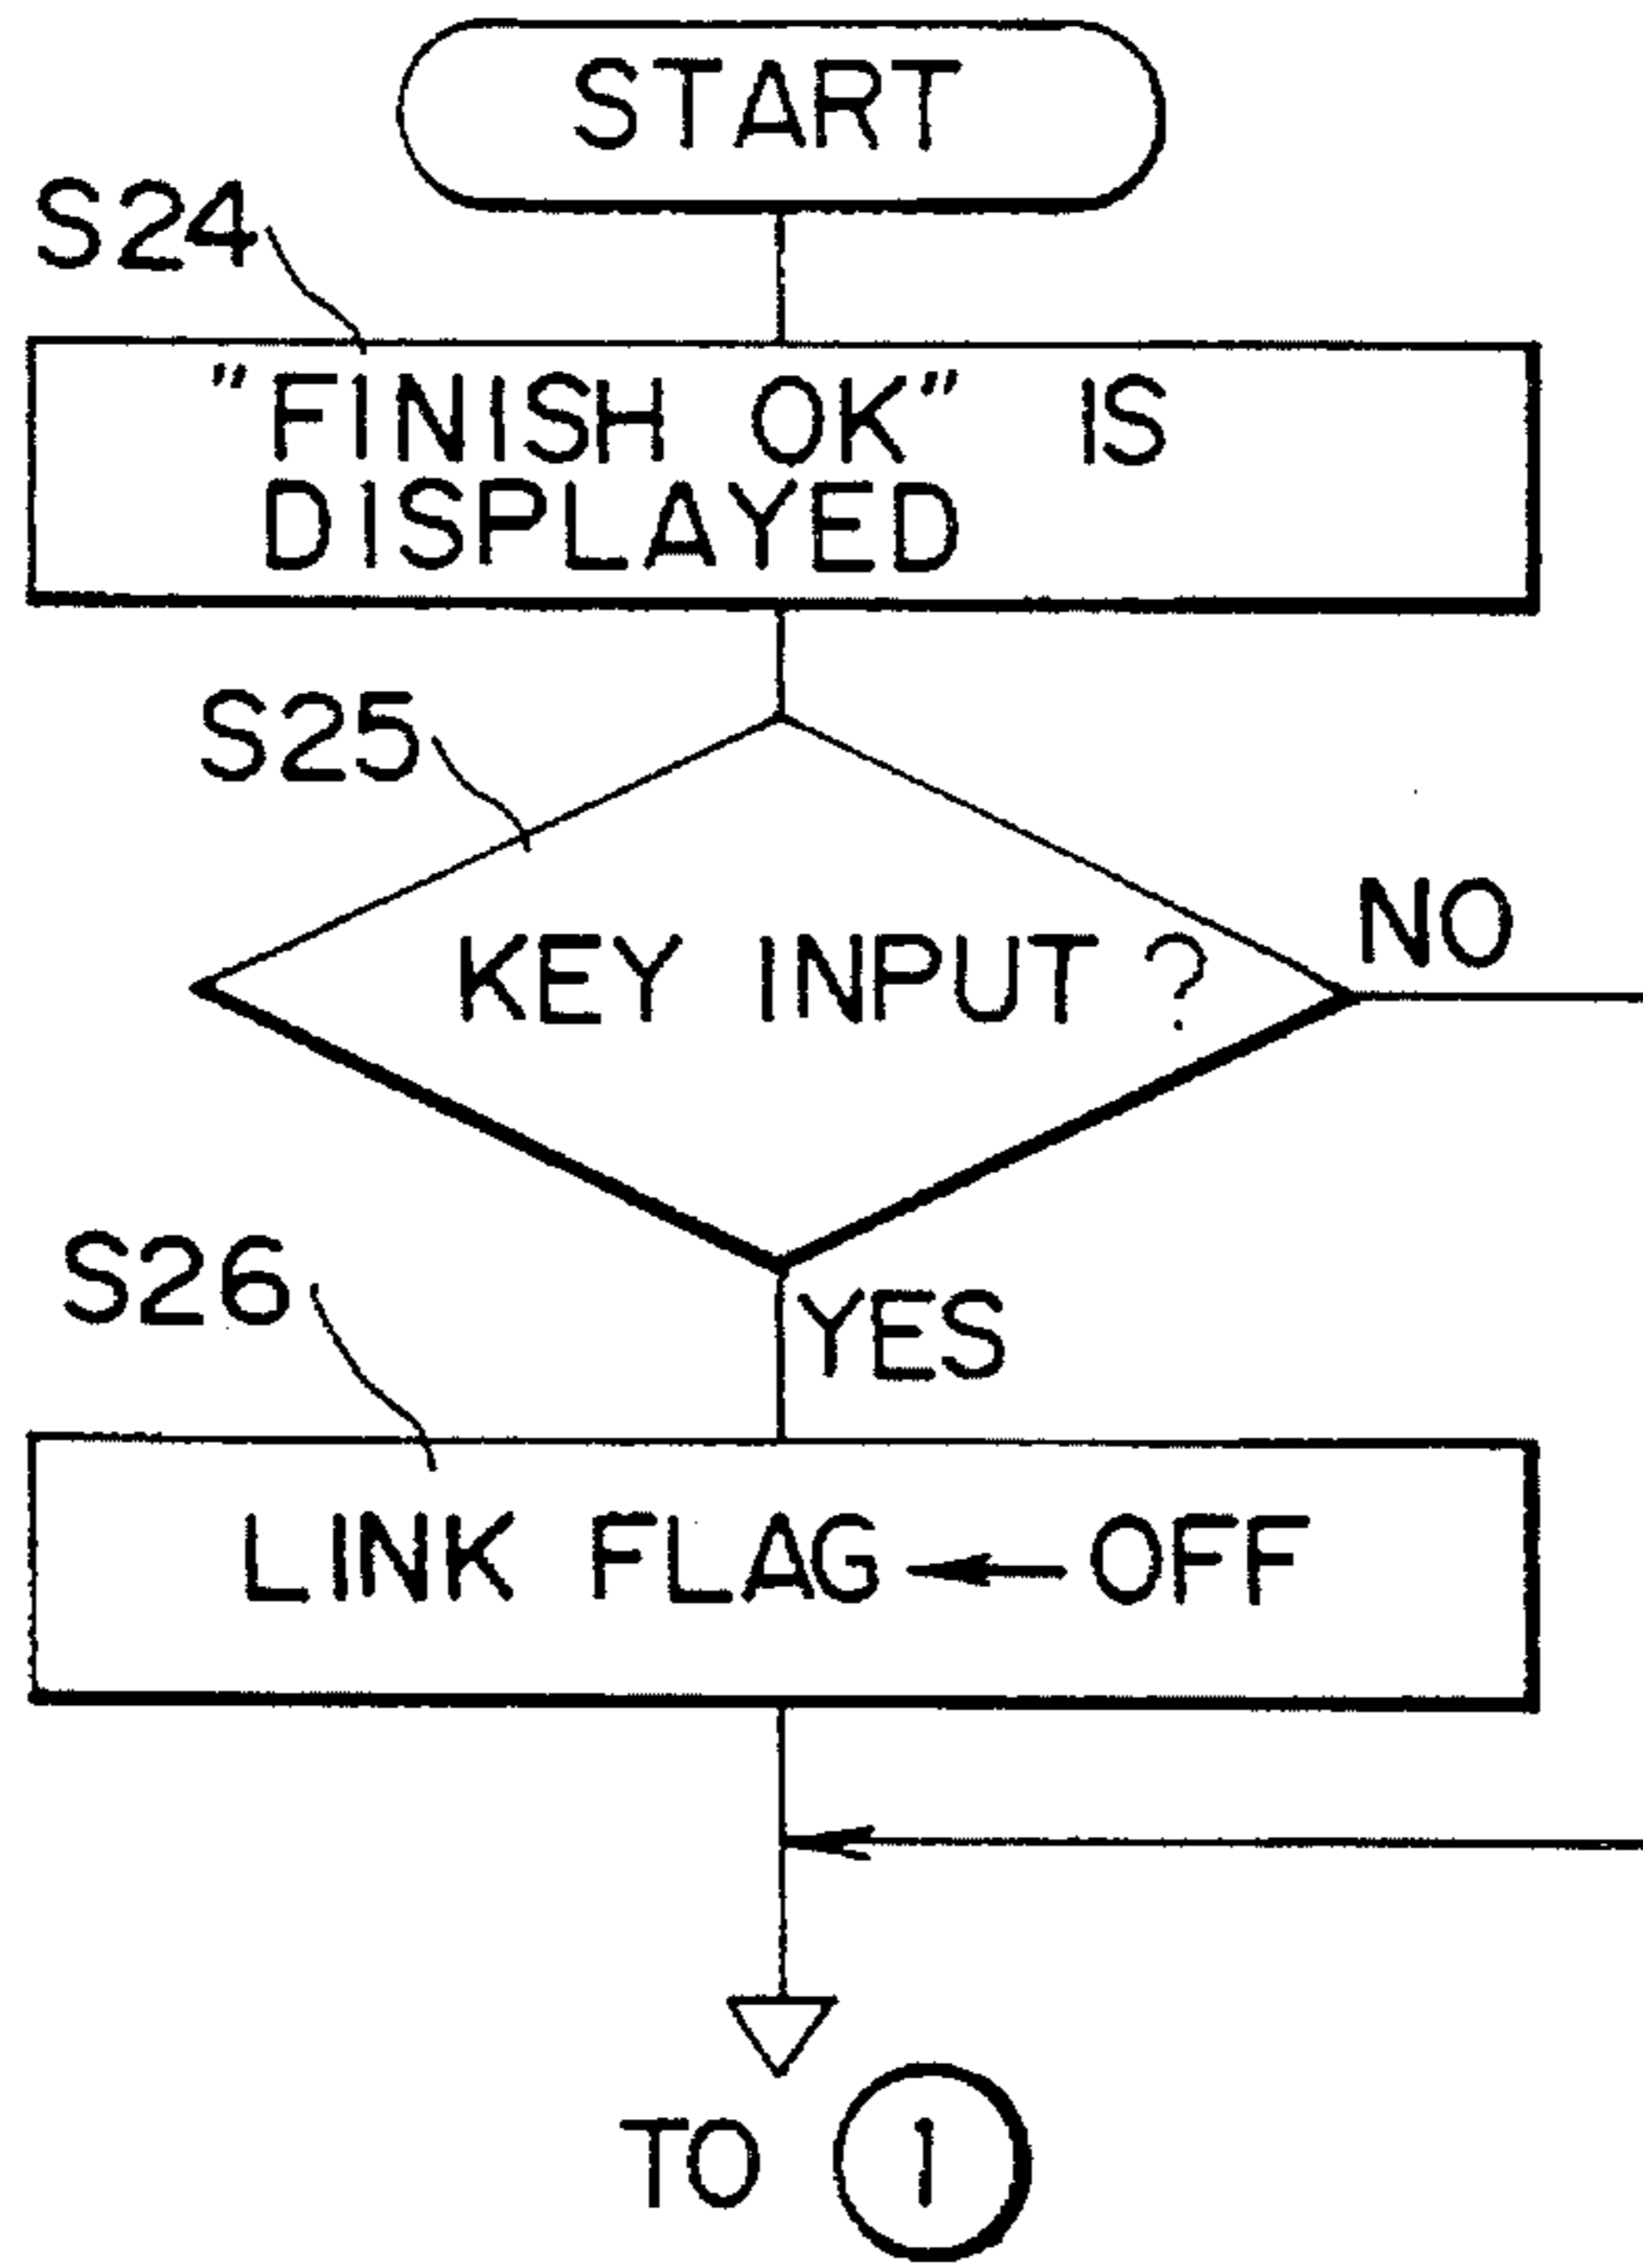 START
S24
"FINISH OK" IS
DISPLAYED
S25
KEY INPUT ?
NO
S26
YES
LINK FLAG ← OFF
TO 1